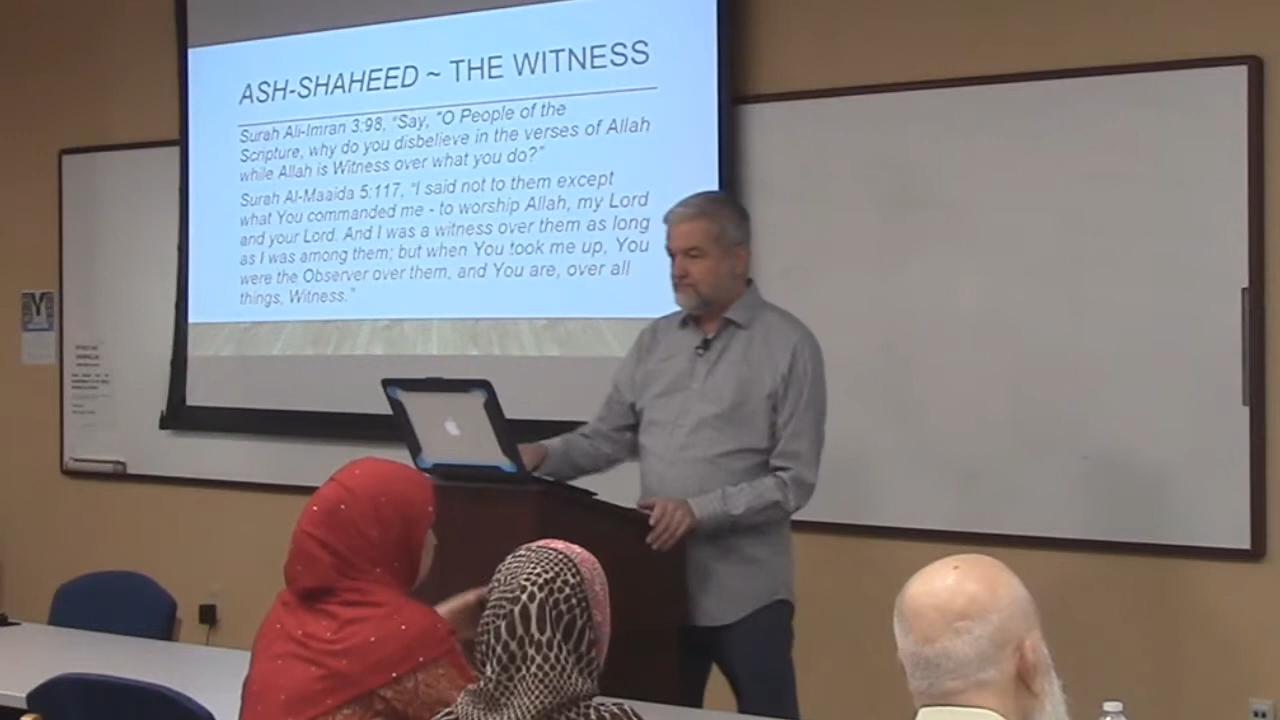 ASH-SHAHEED ~ THE WITNESS
Surah Ali-Imran 3:98, "Say, "O People of the
Scripture, why do you disbelieve in the verses of Allah
while Allah is Witness over what you do?"
Surah Al-Maaida 5:117, "I said not to them except
what You commanded me - to worship Allah, my Lord
and your Lord. And I was a witness over them as long
as I was among them; but when You took me up, You
were the Observer over them, and You are, over all
things, Witness."
Y